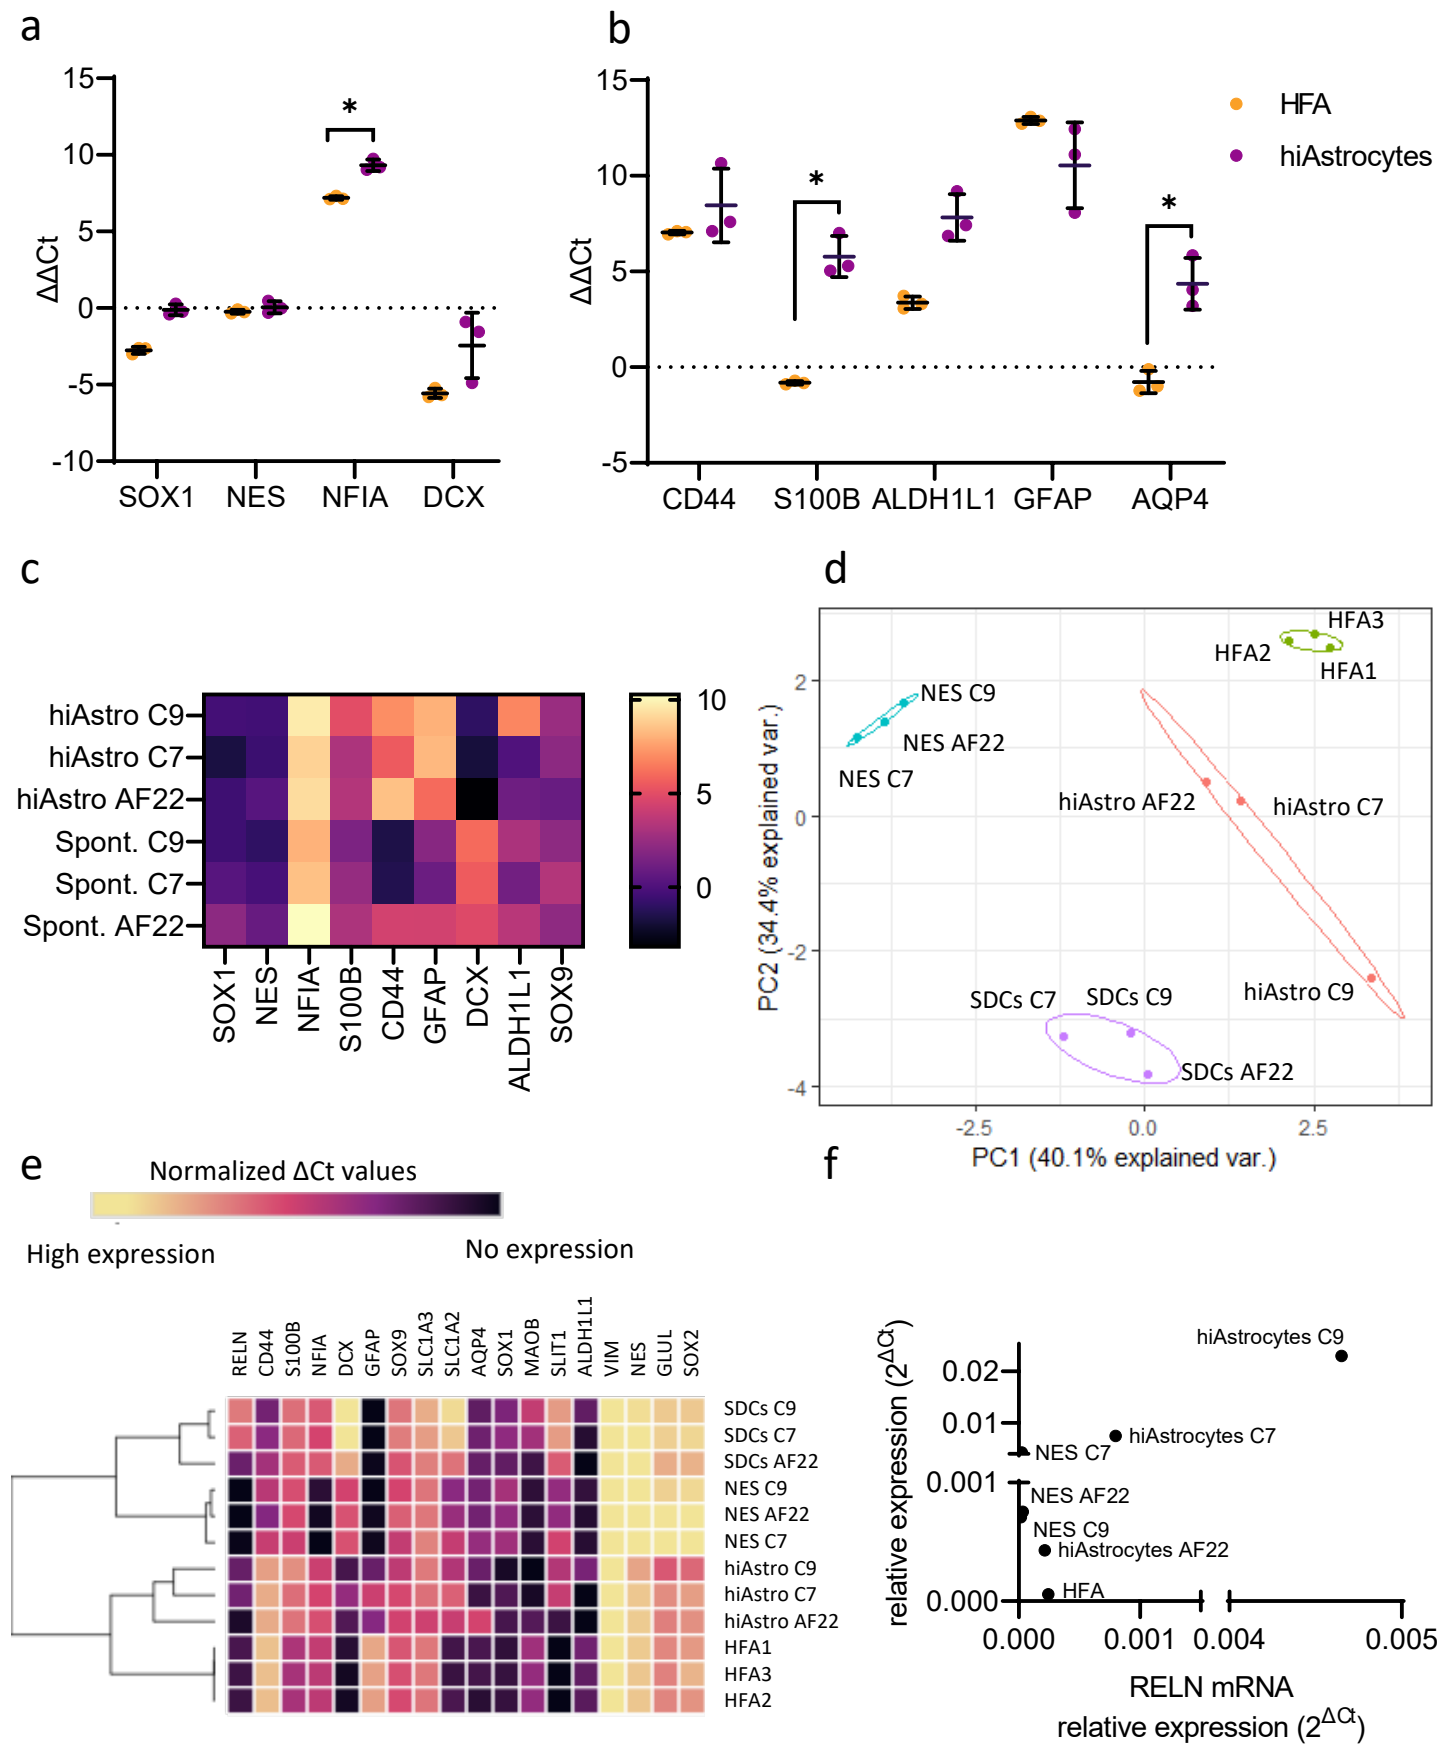 a
15
10
5
0
-5
-10
ΔΔCt
*
SOX1 NES NFIA DCX
b
15
10
5
0
-5
ΔΔCt
*
*
CD44 S100B ALDH1L1 GFAP AQP4
HFA
hiAstrocytes
c
hiAstro C9
hiAstro C7
hiAstro AF22
Spont. C9
Spont. C7
Spont. AF22
SOX1
NES
NFIA
S100B
CD44
GFAP
DCX
ALDH1L1
SOX9
10
5
0
d
HFA3
HFA2
HFA1
NES C9
NES AF22
NES C7
hiAstro AF22
hiAstro C7
hiAstro C9
SDCs C7
SDCs C9
SDCs AF22
2
0
-2
-4
PC2 (34.4% explained var.)
-2.5 0.0 2.5
PC1 (40.1% explained var.)
e
Normalized ΔCt values
High expression
No expression
RELN
CD44
S100B
NFIA
DCX
GFAP
SOX9
SLC1A3
SLC1A2
AQP4
SOX1
MAOB
SLIT1
ALDH1L1
VIM
NES
GLUL
SOX2
SDCs C9
SDCs C7
SDCs AF22
NES C9
NES AF22
NES C7
hiAstro C9
hiAstro C7
hiAstro AF22
HFA1
HFA3
HFA2
f
relative expression (2^ΔCt)
0.02
0.01
0.001
0.000
hiAstrocytes C9
hiAstrocytes C7
NES C7
NES AF22
NES C9
hiAstrocytes AF22
HFA
0.000 0.001 0.004 0.005
RELN mRNA
relative expression (2^ΔCt)